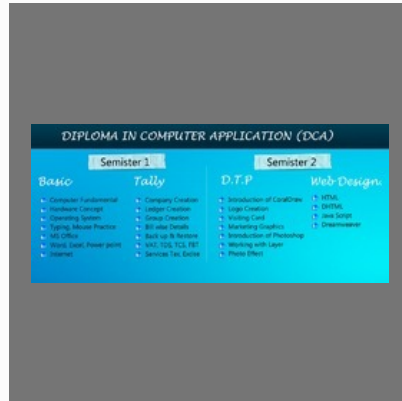 DIPLOMA IN COMPUTER APPLICATION (DCA)
Semister 1
Basic
Computer Fundamental
Hardware Concept
Operating System
Typing, Mouse Practice
MS Office
Word, Excel, Power point
Internet
Tally
Company Creation
Ledger Creation
Group Creation
Bill wise Details
Back up & Restore
VAT, TDS, TCS, FBT
Services Tax, Excise
Semister 2
D.T.P
Introduction of CoralDraw
Logo Creation
Visiting Card
Marketing Graphics
Introduction of Photoshop
Working with Layer
Photo Effect
Web Design.
HTML
DHTML
Java Script
Dreamweaver